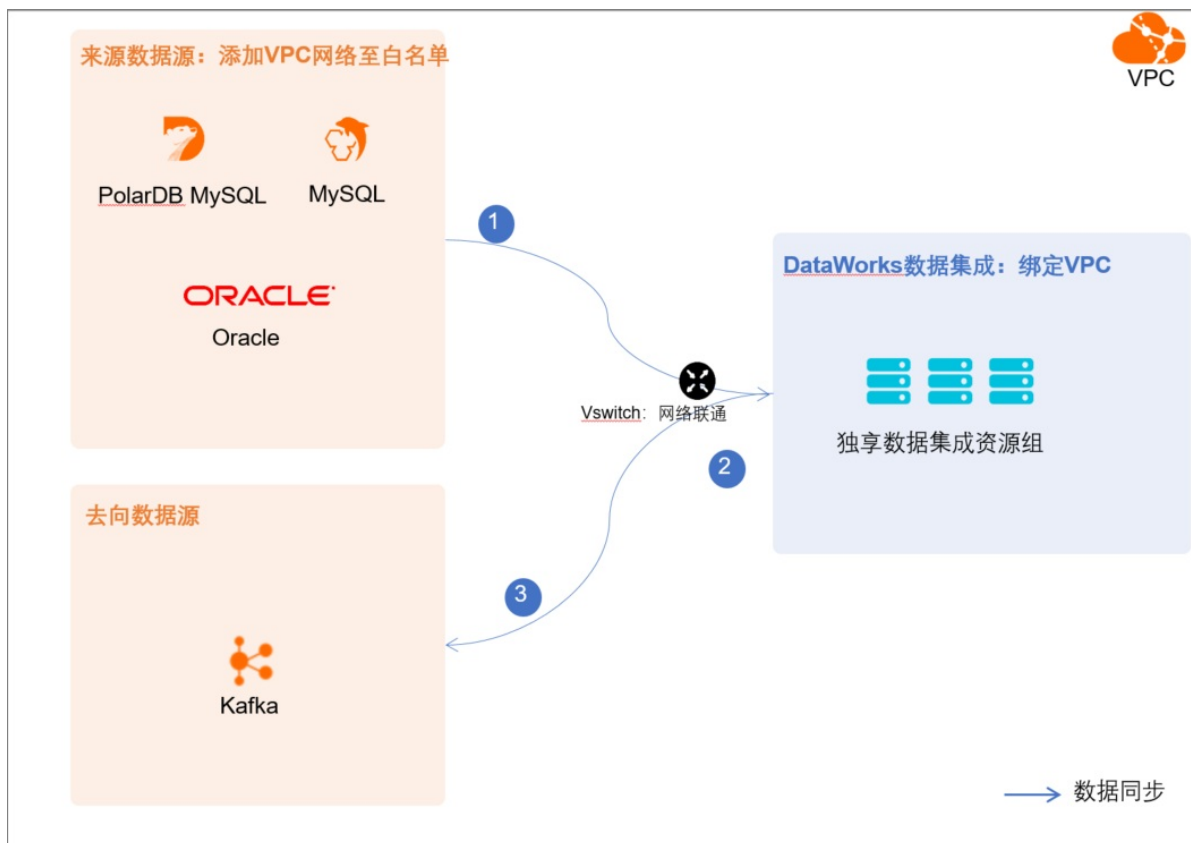 来源数据源：添加VPC网络至白名单
VPC
PolarDB MySQL
MySQL
1
ORACLE
Oracle
DataWorks数据集成：绑定VPC
Vswitch：网络联通
独享数据集成资源组
2
去向数据源
3
Kafka
数据同步